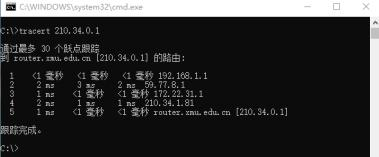 C:\WINDOWS\system32\cmd.exe
C:\>tracert 210.34.0.1
通过最多 30 个跃点跟踪
到 router.xmu.edu.cn [210.34.0.1] 的路由:
1 <1 毫秒 <1 毫秒 <1 毫秒 192.168.1.1
2 2 ms 3 ms 2 ms 59.77.8.1
3 1 ms <1 毫秒 <1 毫秒 172.22.31.1
4 2 ms 1 ms <1 毫秒 210.34.1.81
5 1 ms <1 毫秒 <1 毫秒 router.xmu.edu.cn [210.34.0.1]
跟踪完成。
C:\>